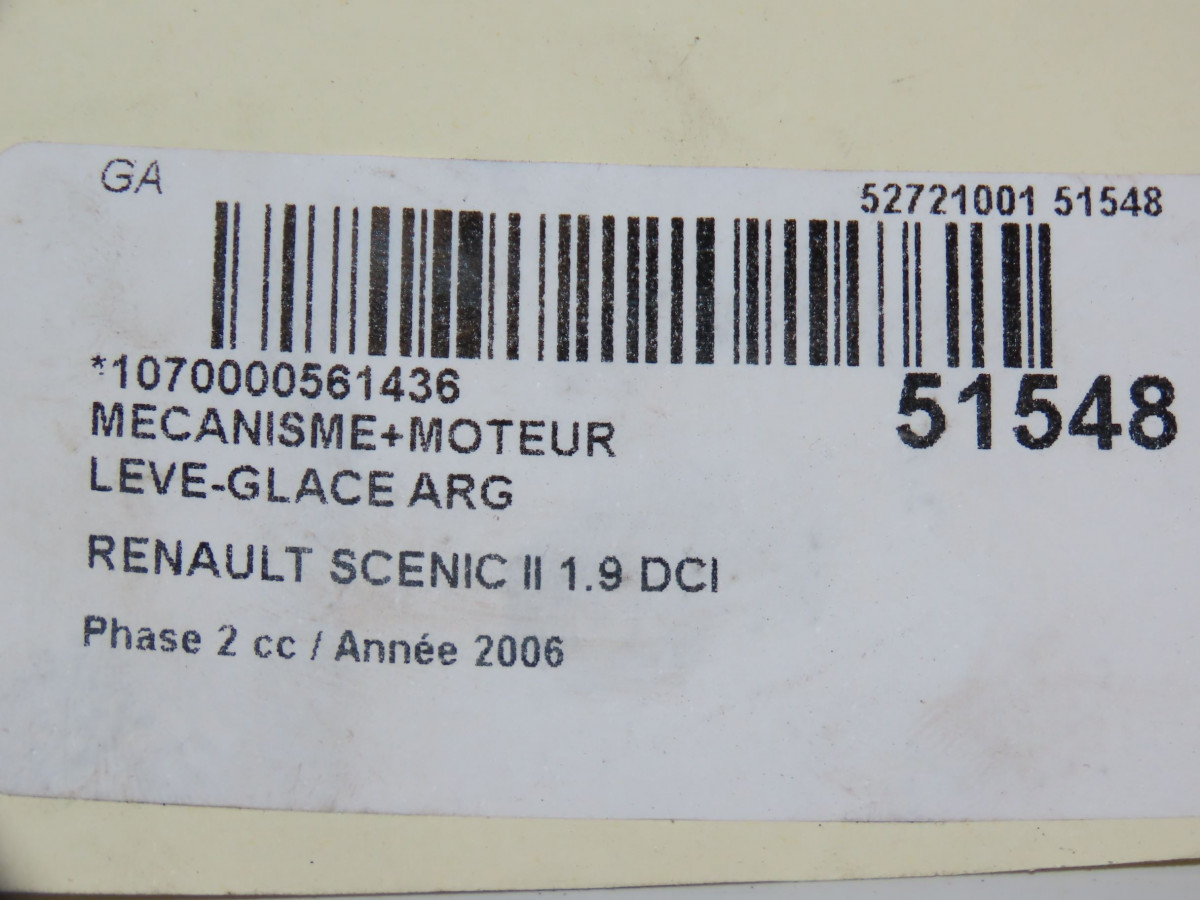 GA
52721001 51548
*1070000561436
51548
MECANISME+MOTEUR
LEVE-GLACE ARG
RENAULT SCENIC II 1.9 DCI
Phase 2 cc / Année 2006